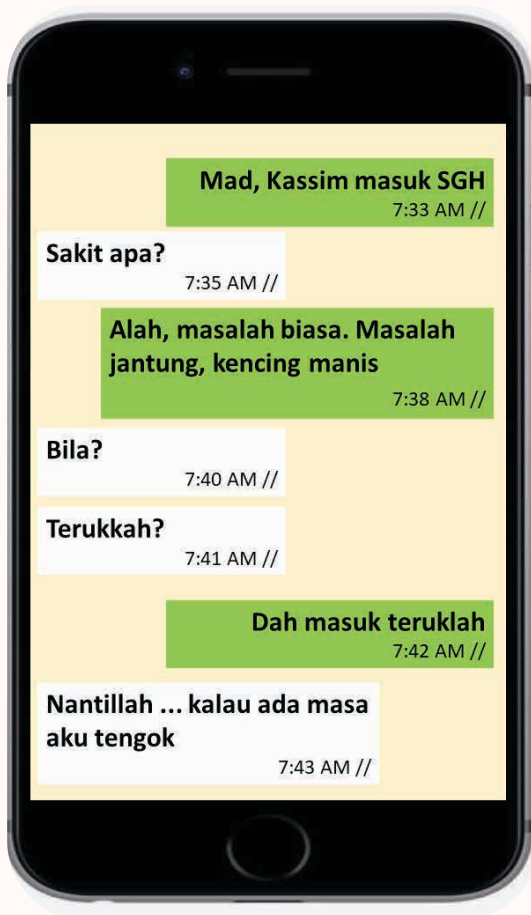 Mad, Kassim masuk SGH
7:33 AM //
Sakit apa?
7:35 AM //
Alah, masalah biasa. Masalah
jantung, kencing manis
7:38 AM //
Bila?
7:40 AM //
Terukkah?
7:41 AM //
Dah masuk teruklah
7:42 AM //
Nantillah ... kalau ada masa
aku tengok
7:43 AM //